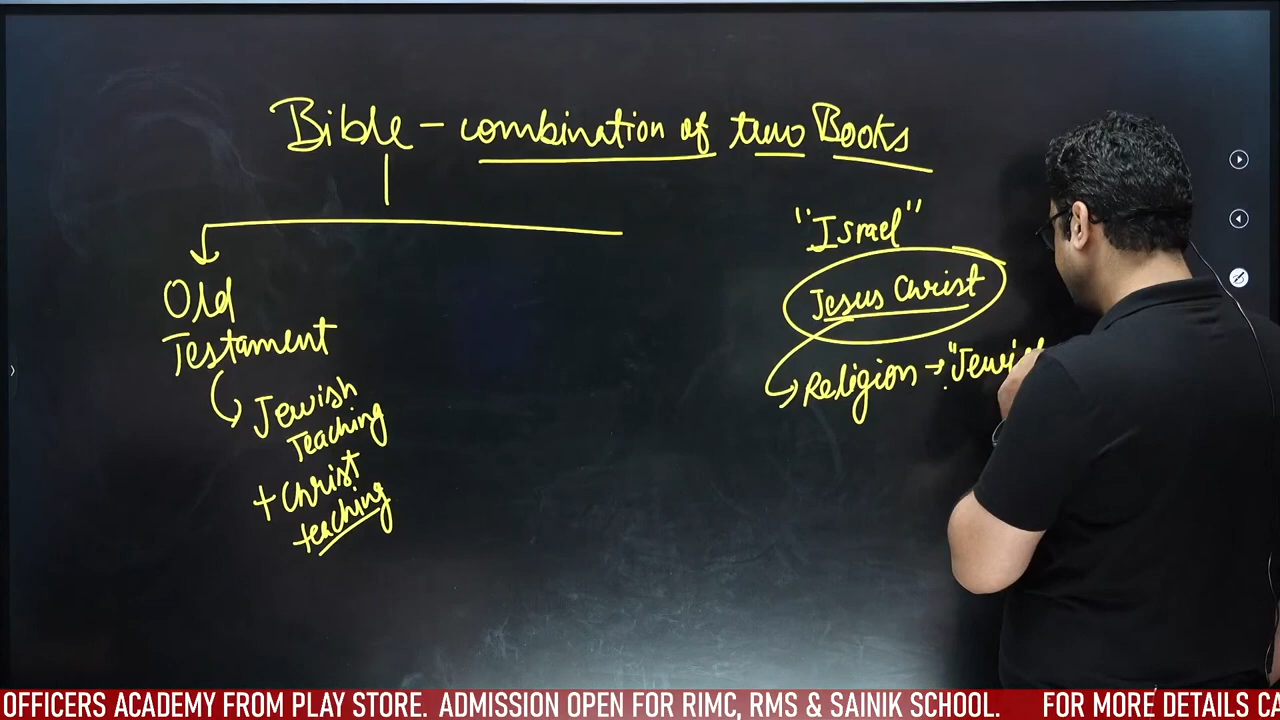 Bible - combination of two Books
"Israel"
Jesus Christ
Religion → "Jewish
Old
Testament
Jewish
Teaching
+ Christ
teaching
OFFICERS ACADEMY FROM PLAY STORE. ADMISSION OPEN FOR RIMC, RMS & SAINIK SCHOOL. FOR MORE DETAILS CA